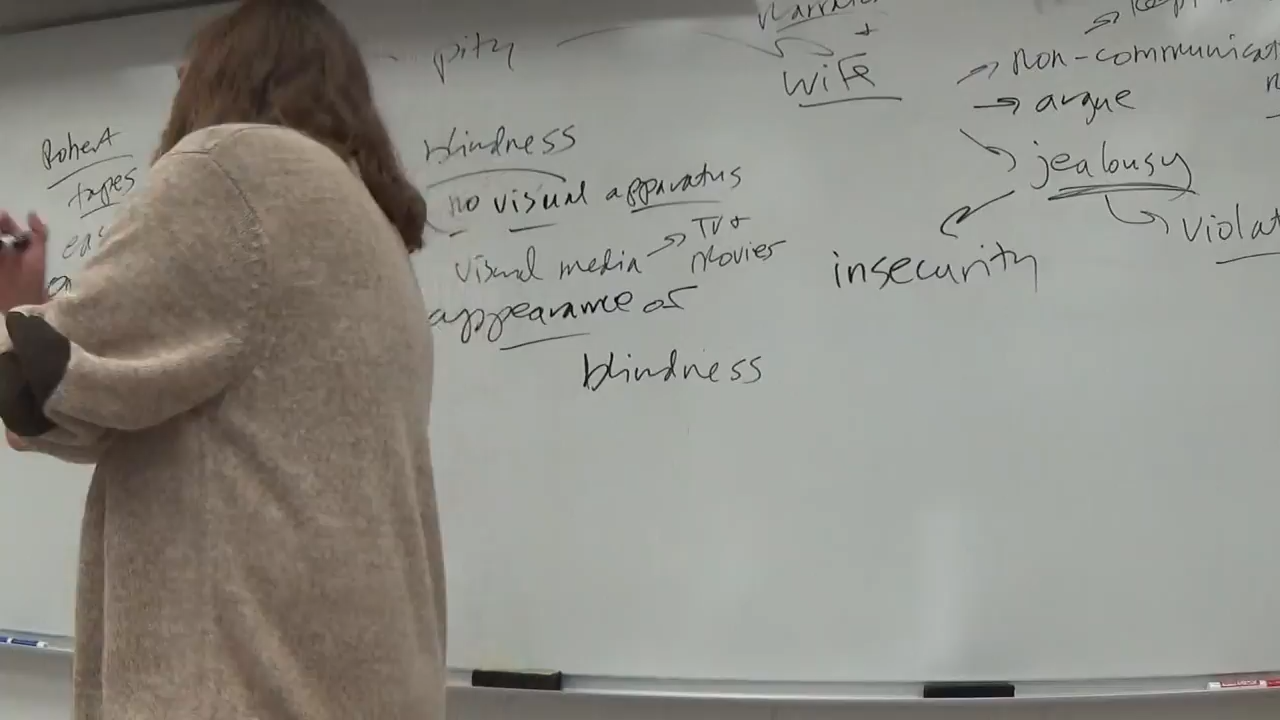 Robert
tapes
pity
blindness
no visual apparatus
visual media → TV +
movies
appearance of
blindness
+
wife
→ non-communicat
→ argue
jealousy
insecurity
violat